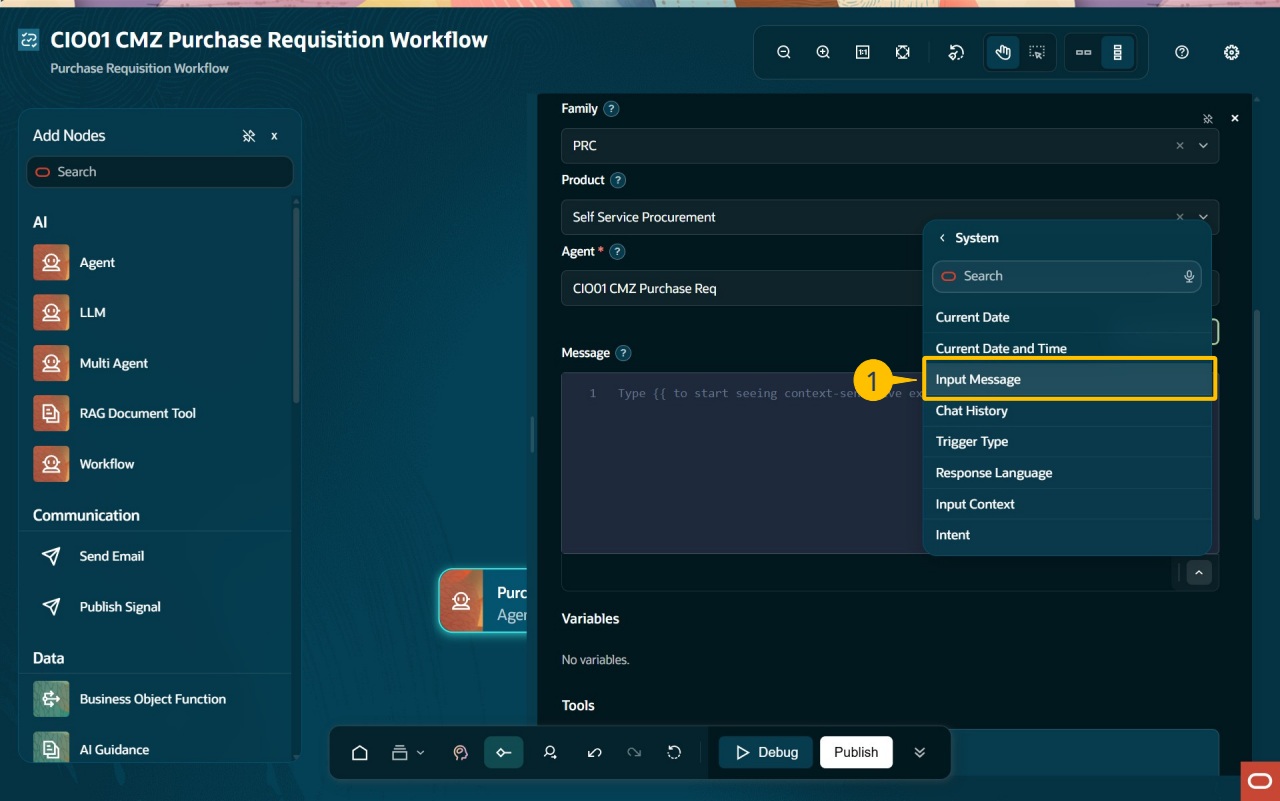 CIO01 CMZ Purchase Requisition Workflow
Purchase Requisition Workflow
1:1
?
Add Nodes
x
Search
AI
Agent
LLM
Multi Agent
RAG Document Tool
Workflow
Communication
Send Email
Publish Signal
Data
Business Object Function
AI Guidance
Purc
Agen
Family ?
PRC
Product ?
Self Service Procurement
Agent * ?
CIO01 CMZ Purchase Req
Message ?
1 Type {{ to start seeing context-sensitive ex
System
Search
Current Date
Current Date and Time
1
Input Message
Chat History
Trigger Type
Response Language
Input Context
Intent
Variables
No variables.
Tools
Debug
Publish